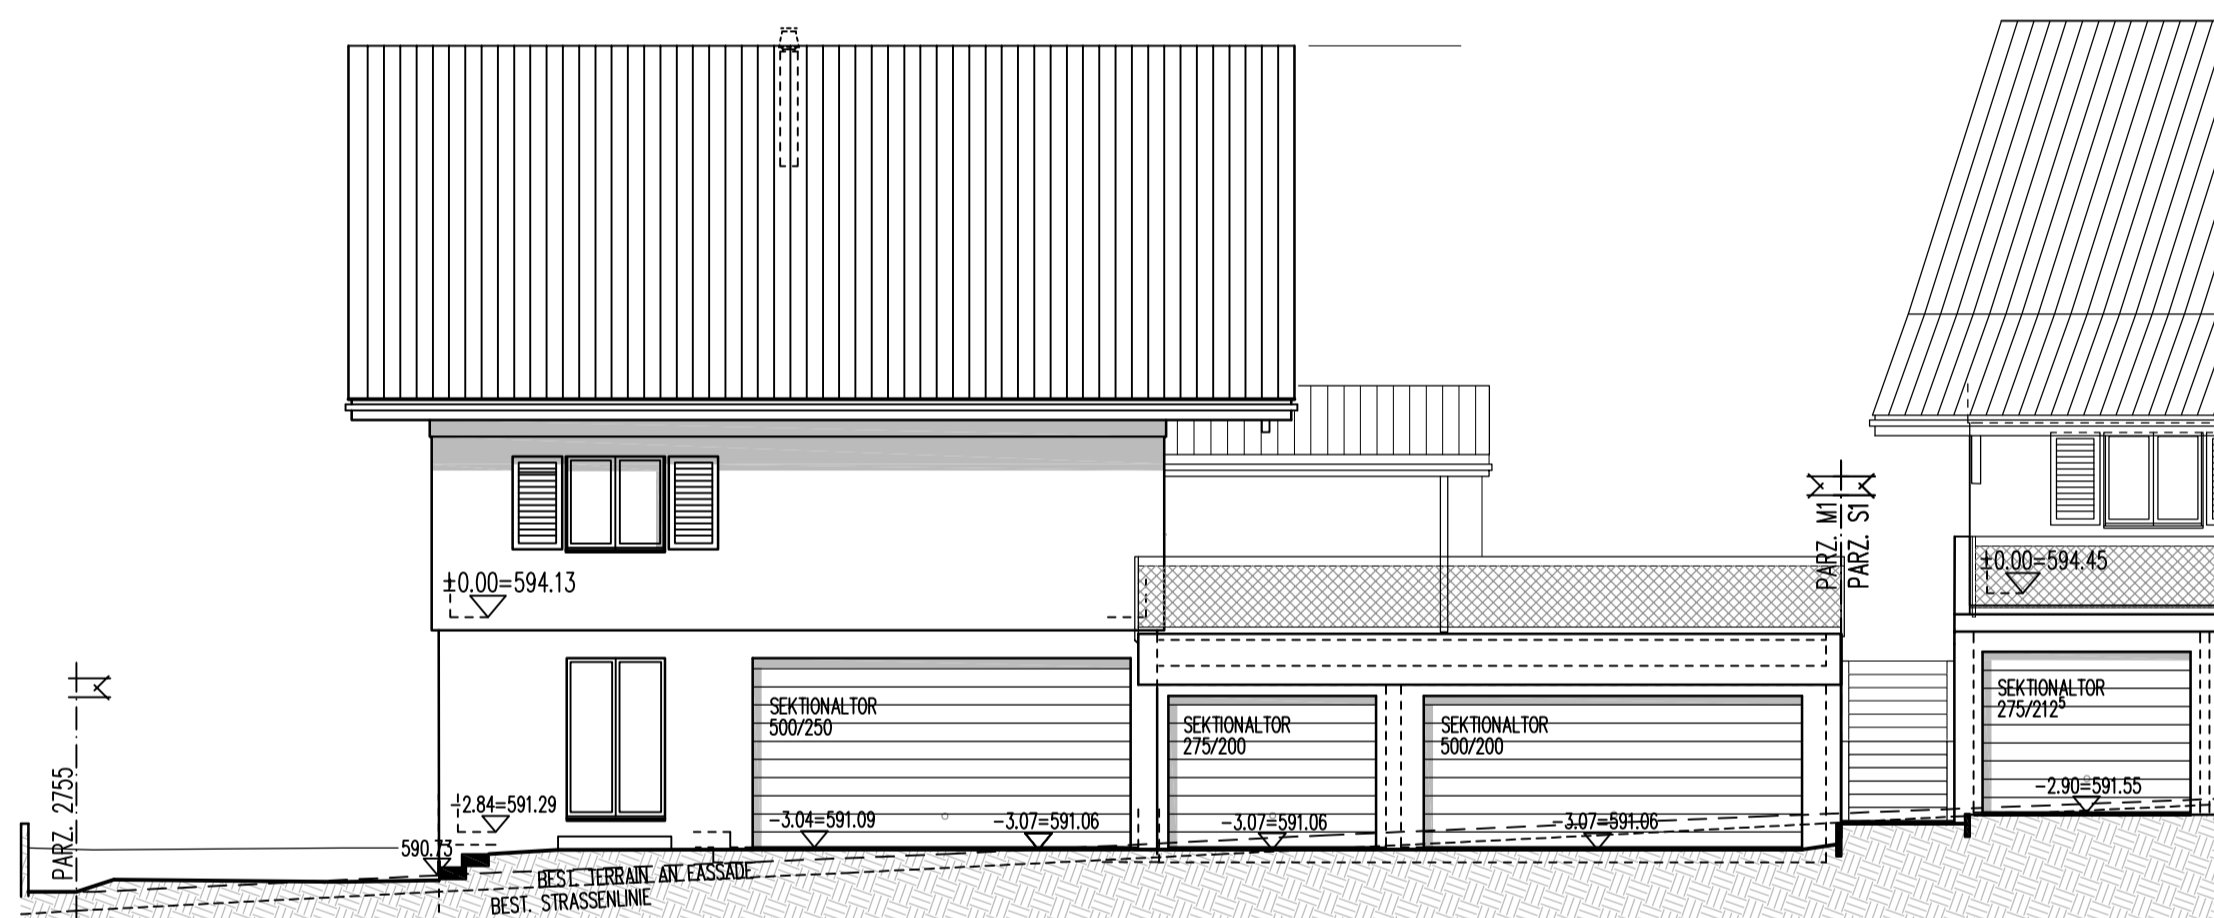 ±0.00=594.13
PARZ. M1
PARZ. S1
±0.00=594.45
SEKTIONALTOR
500/250
SEKTIONALTOR
275/200
SEKTIONALTOR
500/200
SEKTIONALTOR
275/212⁵
PARZ. 2755
-2.84=591.29
-3.04=591.09
-3.07=591.06
-3.07=591.06
-3.07=591.06
-2.90=591.55
590.73
BEST. TERRAIN AN FASSADE
BEST. STRASSENLINIE